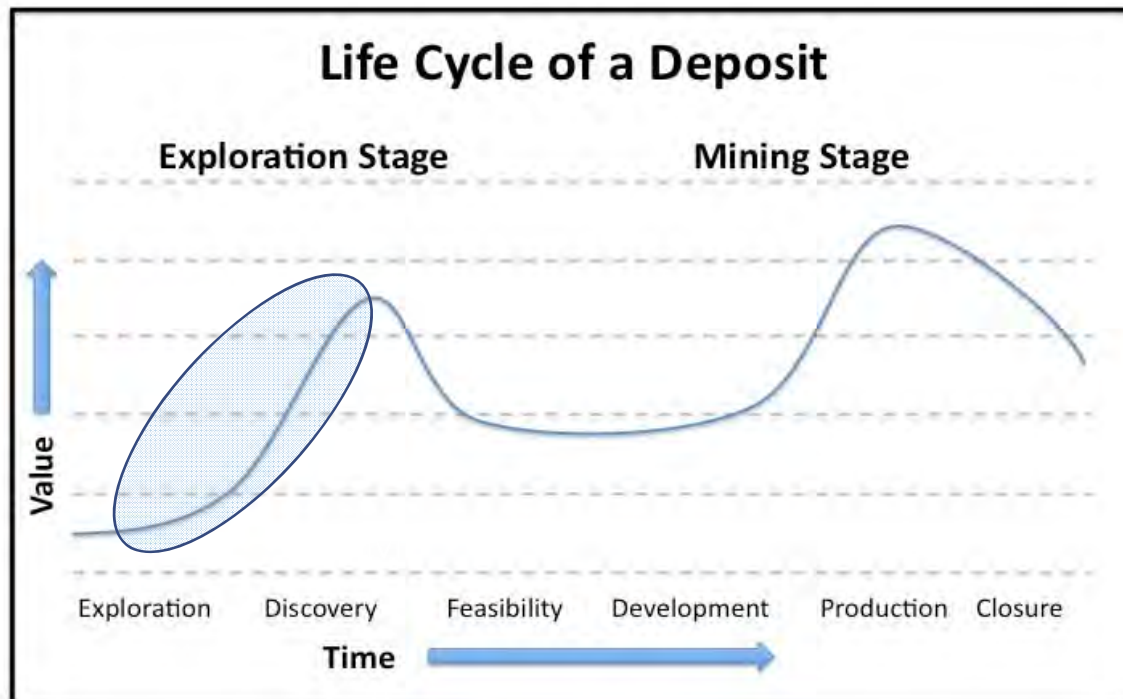 Life Cycle of a Deposit
Exploration Stage Mining Stage
Value
Exploration Discovery Feasibility Development Production Closure
Time